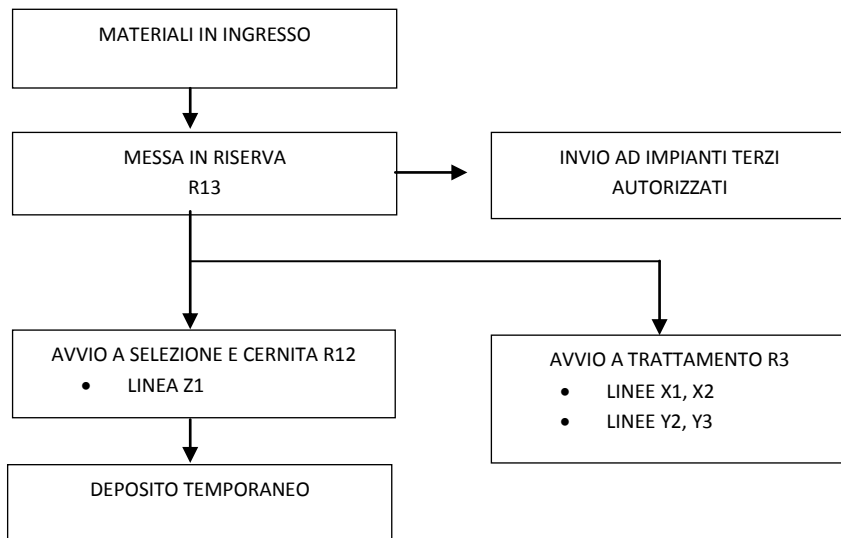 MATERIALI IN INGRESSO
MESSA IN RISERVA
R13
INVIO AD IMPIANTI TERZI
AUTORIZZATI
AVVIO A SELEZIONE E CERNITA R12
• LINEA Z1
AVVIO A TRATTAMENTO R3
• LINEE X1, X2
• LINEE Y2, Y3
DEPOSITO TEMPORANEO